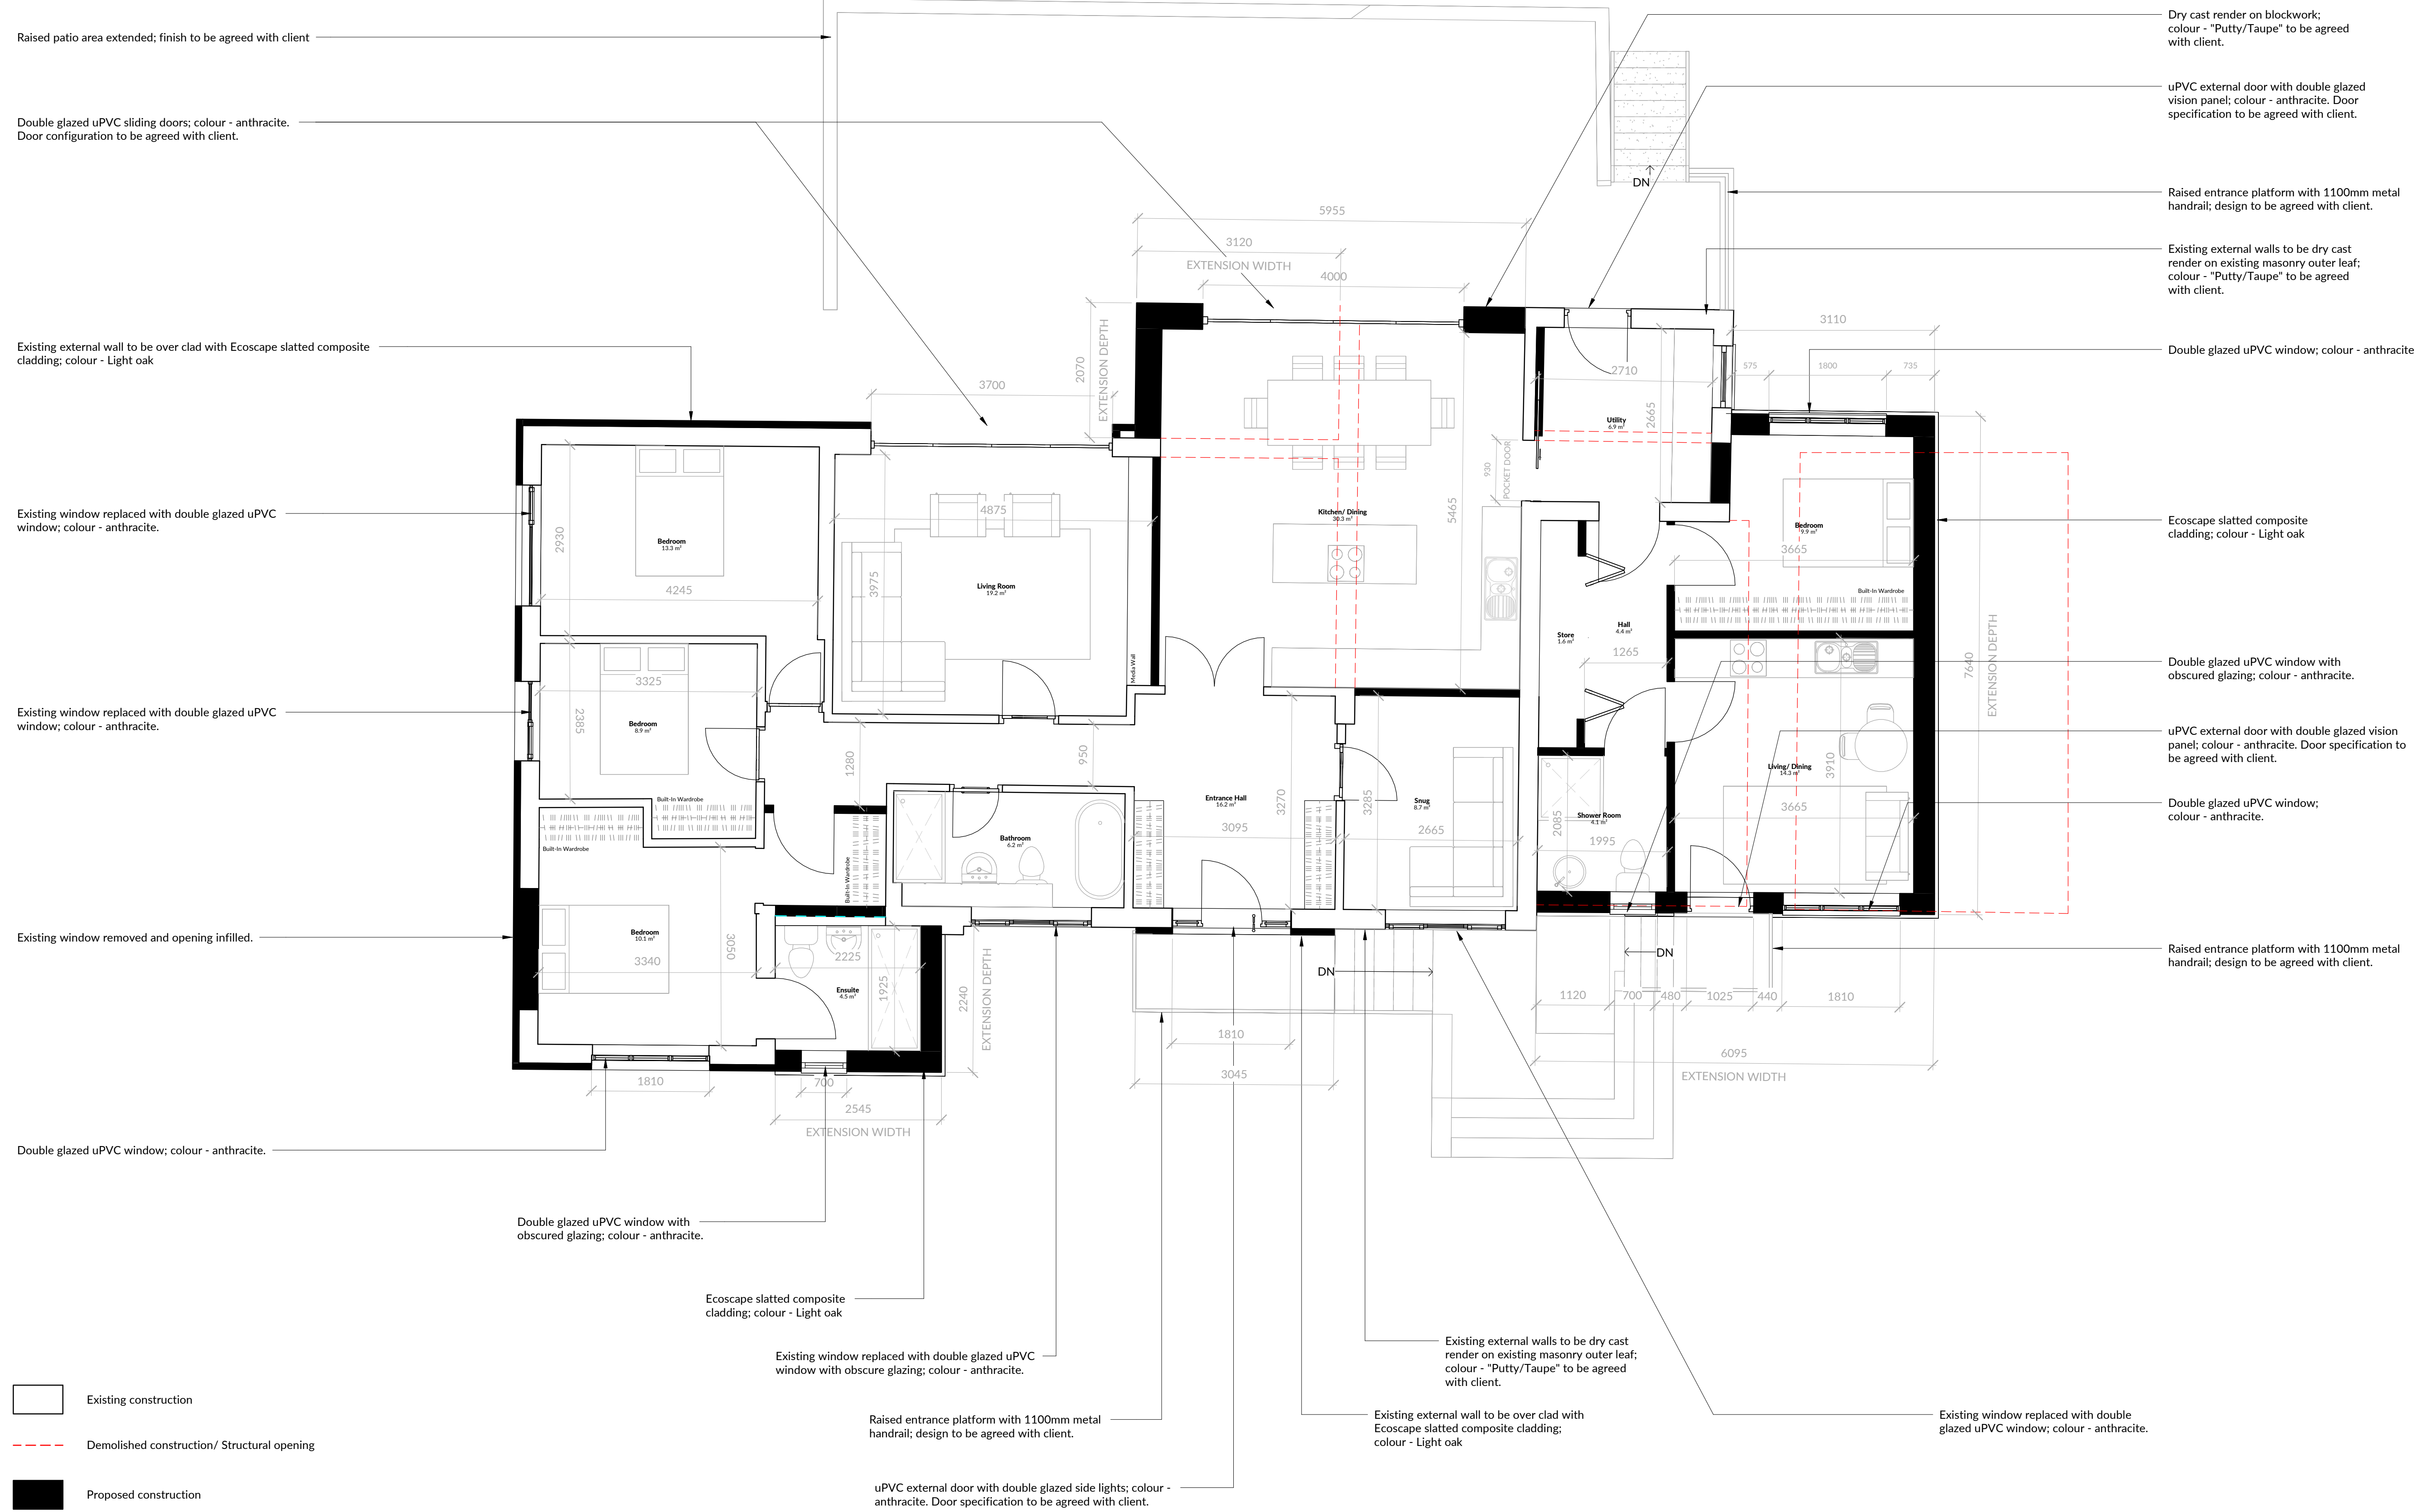 Raised patio area extended; finish to be agreed with client
Double glazed uPVC sliding doors; colour - anthracite.
Door configuration to be agreed with client.
Existing external wall to be over clad with Ecoscape slatted composite
cladding; colour - Light oak
Existing window replaced with double glazed uPVC
window; colour - anthracite.
Existing window replaced with double glazed uPVC
window; colour - anthracite.
Existing window removed and opening infilled.
Double glazed uPVC window; colour - anthracite.
Double glazed uPVC window with
obscured glazing; colour - anthracite.
Ecoscape slatted composite
cladding; colour - Light oak
Existing window replaced with double glazed uPVC
window with obscure glazing; colour - anthracite.
Raised entrance platform with 1100mm metal
handrail; design to be agreed with client.
uPVC external door with double glazed side lights; colour -
anthracite. Door specification to be agreed with client.
Existing external walls to be dry cast
render on existing masonry outer leaf;
colour - "Putty/Taupe" to be agreed
with client.
Existing external wall to be over clad with
Ecoscape slatted composite cladding;
colour - Light oak
Existing window replaced with double
glazed uPVC window; colour - anthracite.
Dry cast render on blockwork;
colour - "Putty/Taupe" to be agreed
with client.
uPVC external door with double glazed
vision panel; colour - anthracite. Door
specification to be agreed with client.
Raised entrance platform with 1100mm metal
handrail; design to be agreed with client.
Existing external walls to be dry cast
render on existing masonry outer leaf;
colour - "Putty/Taupe" to be agreed
with client.
Double glazed uPVC window; colour - anthracite
Ecoscape slatted composite
cladding; colour - Light oak
Double glazed uPVC window with
obscured glazing; colour - anthracite.
uPVC external door with double glazed vision
panel; colour - anthracite. Door specification to
be agreed with client.
Double glazed uPVC window;
colour - anthracite.
Raised entrance platform with 1100mm metal
handrail; design to be agreed with client.
DN
5955
3120
EXTENSION WIDTH
4000
2070
EXTENSION DEPTH
3700
3110
575
1800
735
2710
2665
Utility
6.9 m²
930
POCKET DOOR
5465
Kitchen/ Dining
30.3 m²
4875
3975
Living Room
19.2 m²
Media Wall
2930
Bedroom
13.3 m²
4245
3325
2385
Bedroom
8.9 m²
Built-In Wardrobe
Built-In Wardrobe
Built-In Wardrobe
1280
950
Bathroom
6.2 m²
Entrance Hall
16.2 m²
3095
3270
3285
Snug
8.7 m²
2665
Store
1.6 m²
Hall
4.4 m²
1265
Bedroom
9.9 m²
3665
Built-In Wardrobe
7640
EXTENSION DEPTH
Living/ Dining
14.3 m²
3910
3665
Shower Room
4.1 m²
2085
1995
Bedroom
10.1 m²
3340
3050
2225
Ensuite
4.5 m²
1925
2240
EXTENSION DEPTH
1810
700
2545
EXTENSION WIDTH
DN
1810
3045
DN
1120
700
480
1025
440
1810
6095
EXTENSION WIDTH
Existing construction
Demolished construction/ Structural opening
Proposed construction